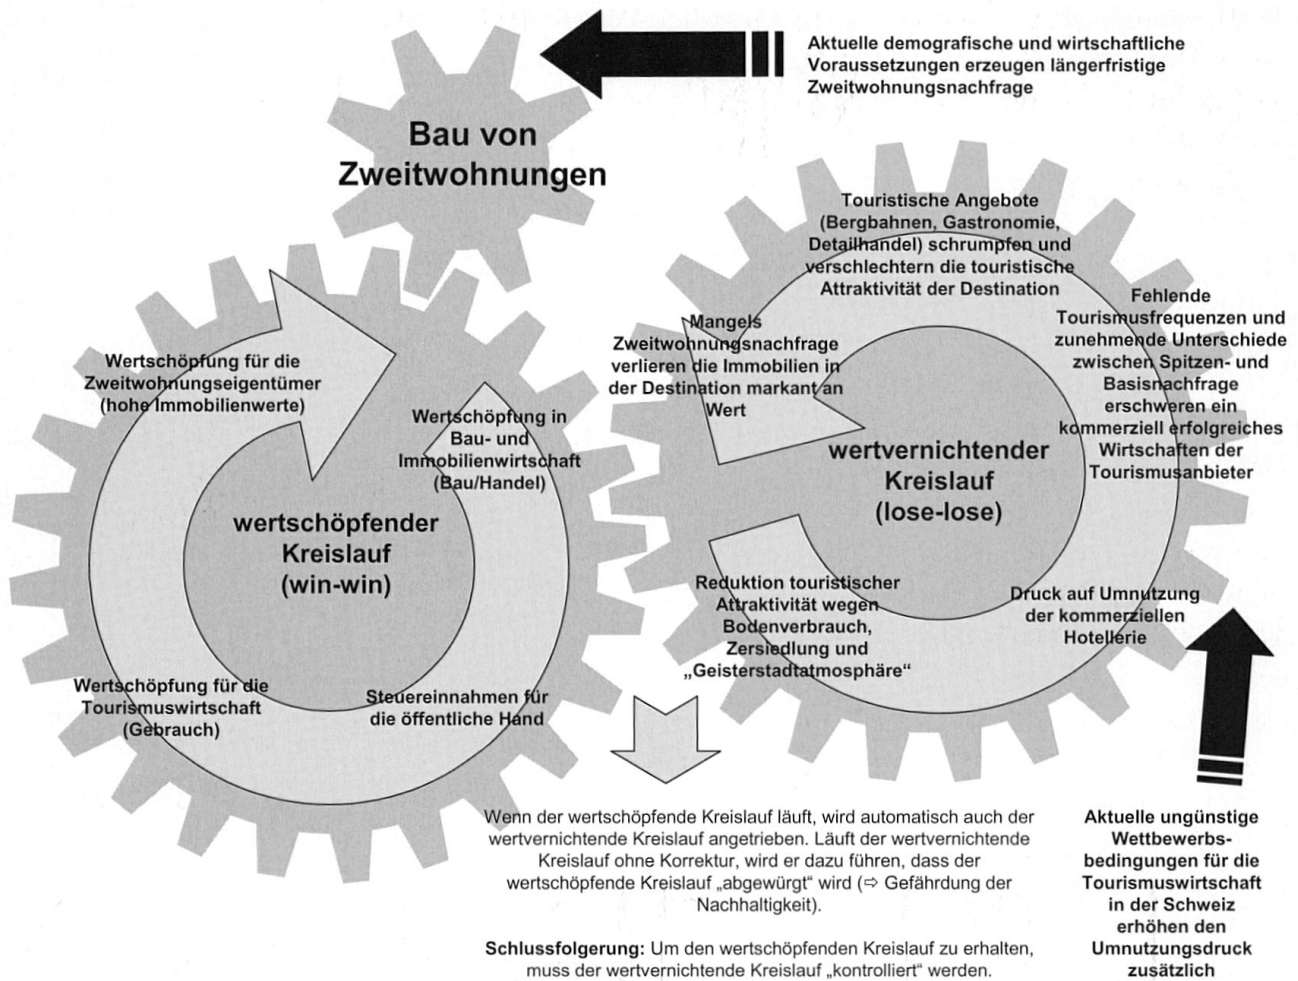 Aktuelle demografische und wirtschaftliche
Voraussetzungen erzeugen längerfristige
Zweitwohnungsnachfrage
Bau von
Zweitwohnungen
Touristische Angebote
(Bergbahnen, Gastronomie,
Detailhandel) schrumpfen und
verschlechtern die touristische
Attraktivität der Destination
Fehlende
Tourismusfrequenzen und
zunehmende Unterschiede
zwischen Spitzen- und
Basisnachfrage
erschweren ein
kommerziell erfolgreiches
Wirtschaften der
Tourismusanbieter
Mangels
Zweitwohnungsnachfrage
verlieren die Immobilien in
der Destination markant an
Wert
Wertschöpfung für die
Zweitwohnungseigentümer
(hohe Immobilienwerte)
Wertschöpfung in
Bau- und
Immobilienwirtschaft
(Bau/Handel)
wertvernichtender
Kreislauf
(lose-lose)
wertschöpfender
Kreislauf
(win-win)
Reduktion touristischer
Attraktivität wegen
Bodenverbrauch,
Zersiedlung und
„Geisterstadtatmosphäre“
Druck auf Umnutzung
der kommerziellen
Hotellerie
Wertschöpfung für die
Tourismuswirtschaft
(Gebrauch)
Steuereinnahmen für
die öffentliche Hand
Wenn der wertschöpfende Kreislauf läuft, wird automatisch auch der
wertvernichtende Kreislauf angetrieben. Läuft der wertvernichtende
Kreislauf ohne Korrektur, wird er dazu führen, dass der
wertschöpfende Kreislauf „abgewürgt“ wird (⇨ Gefährdung der
Nachhaltigkeit).
Schlussfolgerung: Um den wertschöpfenden Kreislauf zu erhalten,
muss der wertvernichtende Kreislauf „kontrolliert“ werden.
Aktuelle ungünstige
Wettbewerbs-
bedingungen für die
Tourismuswirtschaft
in der Schweiz
erhöhen den
Umnutzungsdruck
zusätzlich